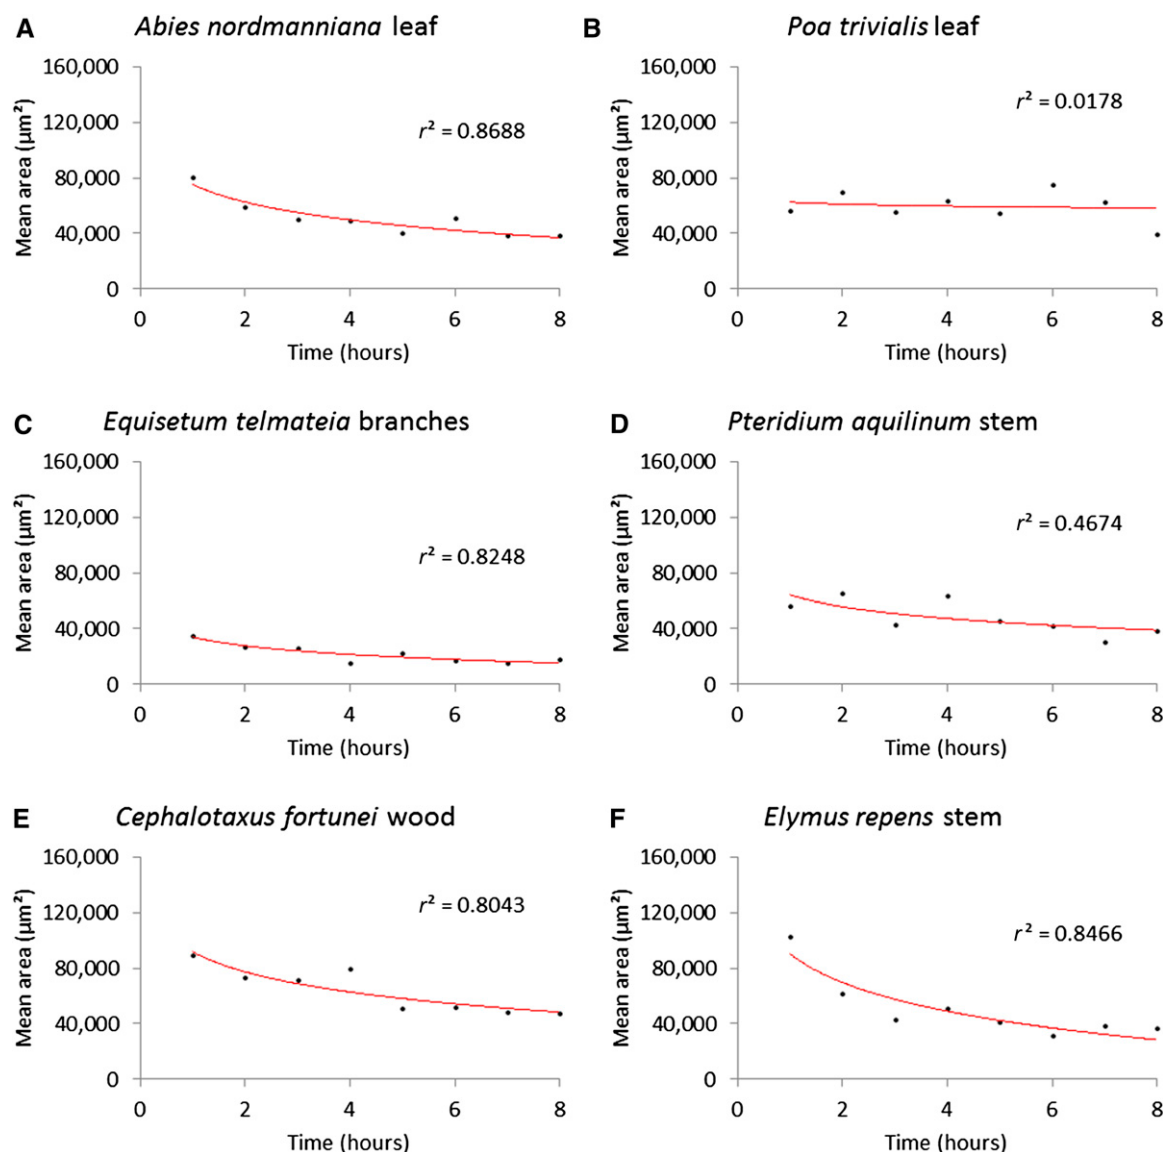 A Abies nordmanniana leaf
160,000
120,000
80,000
40,000
0
Mean area (µm²)
r² = 0.8688
0 2 4 6 8
Time (hours)
B Poa trivialis leaf
160,000
120,000
80,000
40,000
0
Mean area (µm²)
r² = 0.0178
0 2 4 6 8
Time (hours)
C Equisetum telmateia branches
160,000
120,000
80,000
40,000
0
Mean area (µm²)
r² = 0.8248
0 2 4 6 8
Time (hours)
D Pteridium aquilinum stem
160,000
120,000
80,000
40,000
0
Mean area (µm²)
r² = 0.4674
0 2 4 6 8
Time (hours)
E Cephalotaxus fortunei wood
160,000
120,000
80,000
40,000
0
Mean area (µm²)
r² = 0.8043
0 2 4 6 8
Time (hours)
F Elymus repens stem
160,000
120,000
80,000
40,000
0
Mean area (µm²)
r² = 0.8466
0 2 4 6 8
Time (hours)